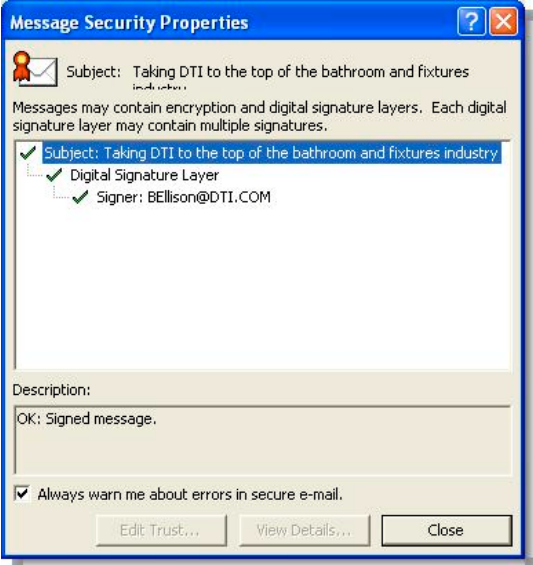 Message Security Properties
Subject: Taking DTI to the top of the bathroom and fixtures
industry
Messages may contain encryption and digital signature layers. Each digital
signature layer may contain multiple signatures.
Subject: Taking DTI to the top of the bathroom and fixtures industry
Digital Signature Layer
Signer: BEllison@DTI.COM
Description:
OK: Signed message.
Always warn me about errors in secure e-mail.
Edit Trust... View Details... Close